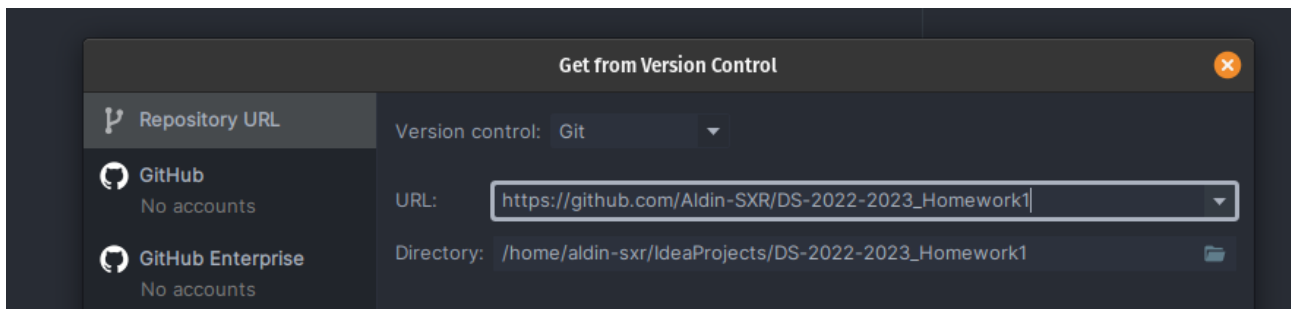 Get from Version Control
Repository URL
GitHub
No accounts
GitHub Enterprise
No accounts
Version control: Git
URL: https://github.com/Aldin-SXR/DS-2022-2023_Homework1
Directory: /home/aldin-sxr/IdeaProjects/DS-2022-2023_Homework1